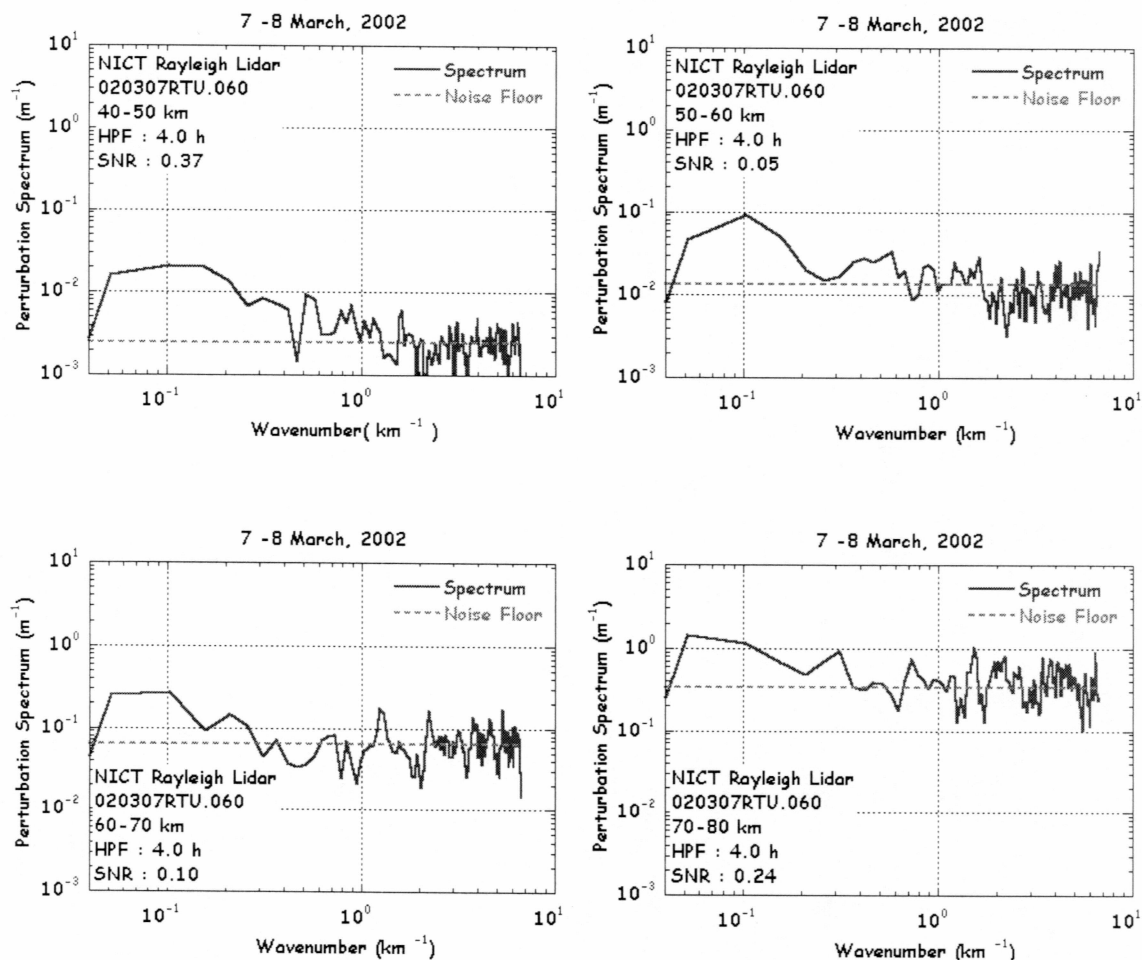 7 -8 March, 2002
Perturbation Spectrum (m⁻¹)
10¹
10⁰
10⁻¹
10⁻²
10⁻³
NICT Rayleigh Lidar
020307RTU.060
40-50 km
HPF : 4.0 h
SNR : 0.37
Spectrum
Noise Floor
10⁻¹ 10⁰ 10¹
Wavenumber( km ⁻¹ )
7 -8 March, 2002
Perturbation Spectrum (m⁻¹)
10¹
10⁰
10⁻¹
10⁻²
10⁻³
NICT Rayleigh Lidar
020307RTU.060
50-60 km
HPF : 4.0 h
SNR : 0.05
Spectrum
Noise Floor
10⁻¹ 10⁰ 10¹
Wavenumber (km ⁻¹)
7 -8 March, 2002
Perturbation Spectrum (m⁻¹)
10¹
10⁰
10⁻¹
10⁻²
10⁻³
Spectrum
Noise Floor
NICT Rayleigh Lidar
020307RTU.060
60-70 km
HPF : 4.0 h
SNR : 0.10
10⁻¹ 10⁰ 10¹
Wavenumber (km ⁻¹)
7 -8 March, 2002
Perturbation Spectrum (m⁻¹)
10¹
10⁰
10⁻¹
10⁻²
10⁻³
Spectrum
Noise Floor
NICT Rayleigh Lidar
020307RTU.060
70-80 km
HPF : 4.0 h
SNR : 0.24
10⁻¹ 10⁰ 10¹
Wavenumber (km ⁻¹)